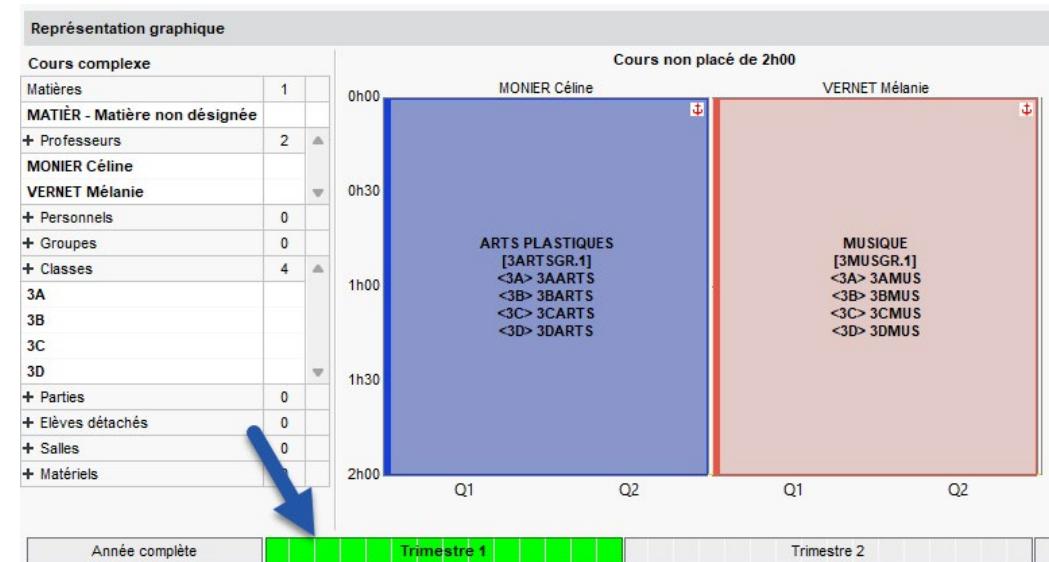 Représentation graphique
Cours complexe
Matières 1
MATIÈR - Matière non désignée
+ Professeurs 2
MONIER Céline
VERNET Mélanie
+ Personnels 0
+ Groupes 0
+ Classes 4
3A
3B
3C
3D
+ Parties 0
+ Elèves détachés 0
+ Salles 0
+ Matériels
Cours non placé de 2h00
MONIER Céline VERNET Mélanie
0h00
0h30
1h00
1h30
2h00
ARTS PLASTIQUES
[3ARTSGR.1]
<3A> 3AARTS
<3B> 3BARTS
<3C> 3CARTS
<3D> 3DARTS
MUSIQUE
[3MUSGR.1]
<3A> 3AMUS
<3B> 3BMUS
<3C> 3CMUS
<3D> 3DMUS
Q1 Q2 Q1 Q2
Année complète Trimestre 1 Trimestre 2